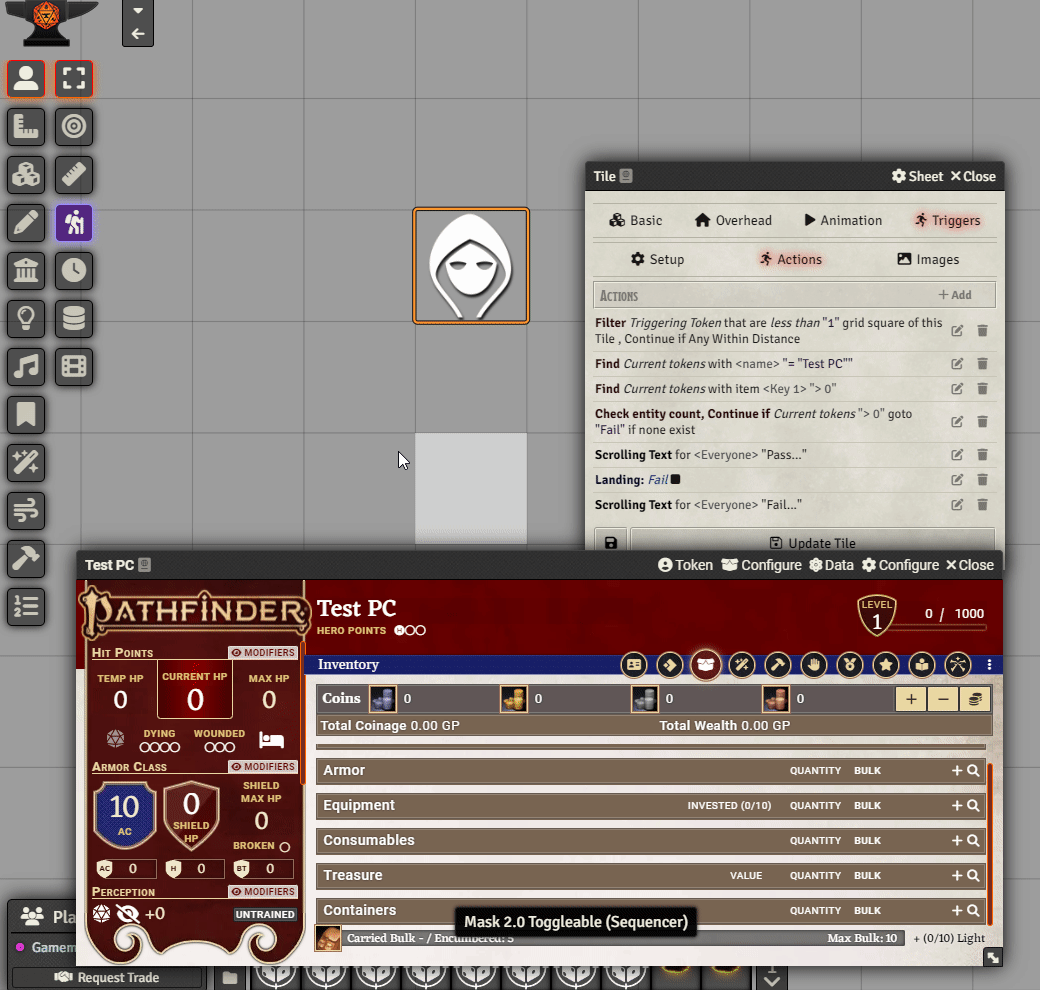 Tile
Sheet
Close
Basic
Overhead
Animation
Triggers
Setup
Actions
Images
Actions
+ Add
Filter Triggering Token that are less than "1" grid square of this
Tile , Continue if Any Within Distance
Find Current tokens with <name> "= "Test PC""
Find Current tokens with item <Key 1> "> 0"
Check entity count, Continue if Current tokens "> 0" goto
"Fail" if none exist
Scrolling Text for <Everyone> "Pass..."
Landing: Fail
Scrolling Text for <Everyone> "Fail..."
Update Tile
Test PC
Token
Configure
Data
Configure
Close
PATHFINDER
Test PC
HERO POINTS
LEVEL
1
0 / 1000
Hit Points
MODIFIERS
TEMP HP
0
CURRENT HP
0
MAX HP
0
DYING
WOUNDED
Armor Class
MODIFIERS
10
AC
0
SHIELD
HP
SHIELD
MAX HP
0
BROKEN
AC 0
H 0
BT 0
Perception
MODIFIERS
+0
UNTRAINED
Inventory
Coins 0 0 0 0
Total Coinage 0.00 GP
Total Wealth 0.00 GP
Armor QUANTITY BULK
Equipment INVESTED (0/10) QUANTITY BULK
Consumables QUANTITY BULK
Treasure VALUE QUANTITY BULK
Containers QUANTITY BULK
Mask 2.0 Toggleable (Sequencer)
Carried Bulk - / Encumbered: 5
Max Bulk: 10
+ (0/10) Light
Request Trade
1